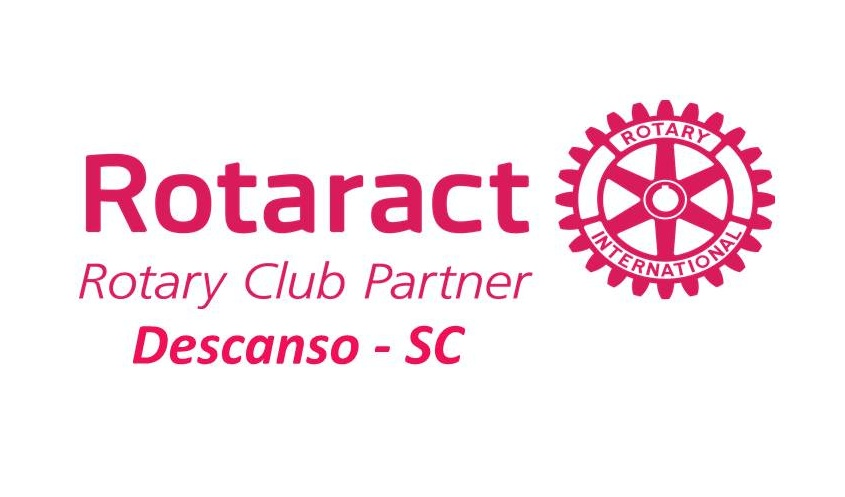 Rotaract
Rotary Club Partner
Descanso - SC
ROTARY
INTERNATIONAL